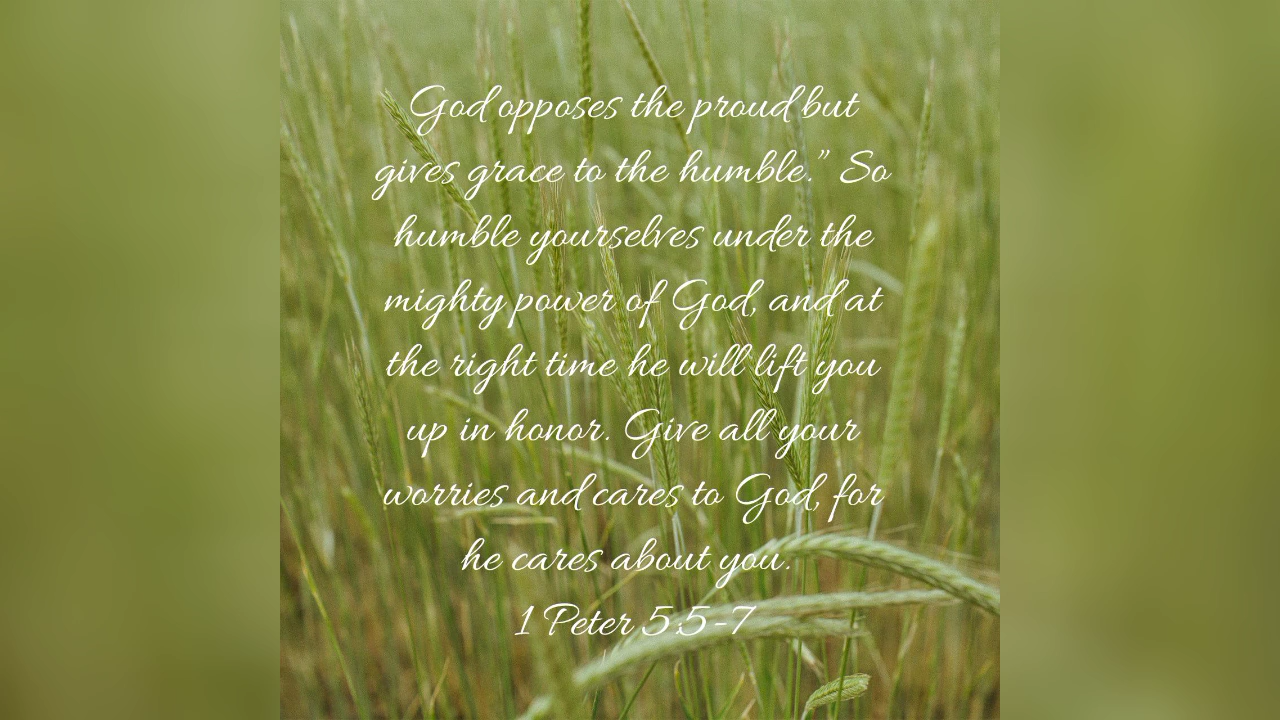 God opposes the proud but
gives grace to the humble.” So
humble yourselves under the
mighty power of God, and at
the right time he will lift you
up in honor. Give all your
worries and cares to God, for
he cares about you.
1 Peter 5:5-7